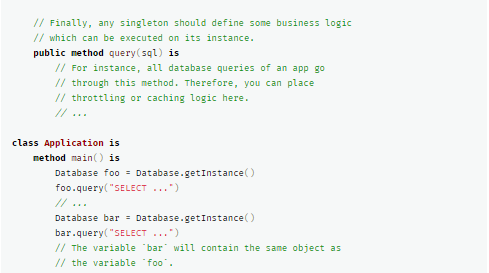 // Finally, any singleton should define some business logic
// which can be executed on its instance.
public method query(sql) is
// For instance, all database queries of an app go
// through this method. Therefore, you can place
// throttling or caching logic here.
// ...
class Application is
method main() is
Database foo = Database.getInstance()
foo.query("SELECT ...")
// ...
Database bar = Database.getInstance()
bar.query("SELECT ...")
// The variable `bar` will contain the same object as
// the variable `foo`.